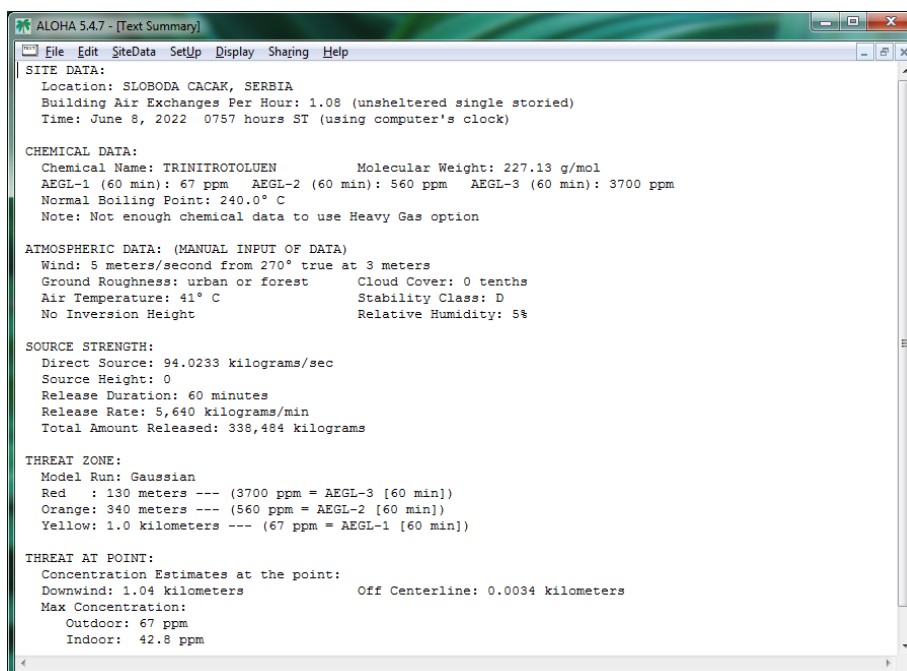 ALOHA 5.4.7 - [Text Summary]
File Edit SiteData SetUp Display Sharing Help
SITE DATA:
Location: SLOBODA CACAK, SERBIA
Building Air Exchanges Per Hour: 1.08 (unsheltered single storied)
Time: June 8, 2022 0757 hours ST (using computer's clock)
CHEMICAL DATA:
Chemical Name: TRINITROTOLUEN Molecular Weight: 227.13 g/mol
AEGL-1 (60 min): 67 ppm AEGL-2 (60 min): 560 ppm AEGL-3 (60 min): 3700 ppm
Normal Boiling Point: 240.0° C
Note: Not enough chemical data to use Heavy Gas option
ATMOSPHERIC DATA: (MANUAL INPUT OF DATA)
Wind: 5 meters/second from 270° true at 3 meters
Ground Roughness: urban or forest Cloud Cover: 0 tenths
Air Temperature: 41° C Stability Class: D
No Inversion Height Relative Humidity: 5%
SOURCE STRENGTH:
Direct Source: 94.0233 kilograms/sec
Source Height: 0
Release Duration: 60 minutes
Release Rate: 5,640 kilograms/min
Total Amount Released: 338,484 kilograms
THREAT ZONE:
Model Run: Gaussian
Red : 130 meters --- (3700 ppm = AEGL-3 [60 min])
Orange: 340 meters --- (560 ppm = AEGL-2 [60 min])
Yellow: 1.0 kilometers --- (67 ppm = AEGL-1 [60 min])
THREAT AT POINT:
Concentration Estimates at the point:
Downwind: 1.04 kilometers Off Centerline: 0.0034 kilometers
Max Concentration:
Outdoor: 67 ppm
Indoor: 42.8 ppm